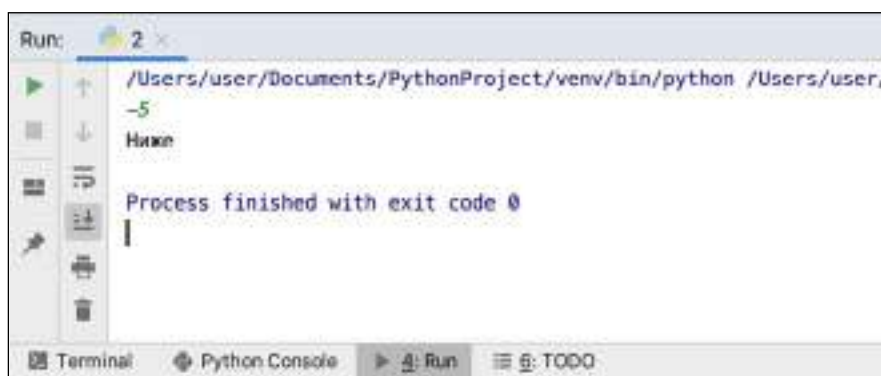 Run: 2
/Users/user/Documents/PythonProject/venv/bin/python /Users/user/
-5
Ниже
Process finished with exit code 0
Terminal Python Console 4: Run 6: TODO